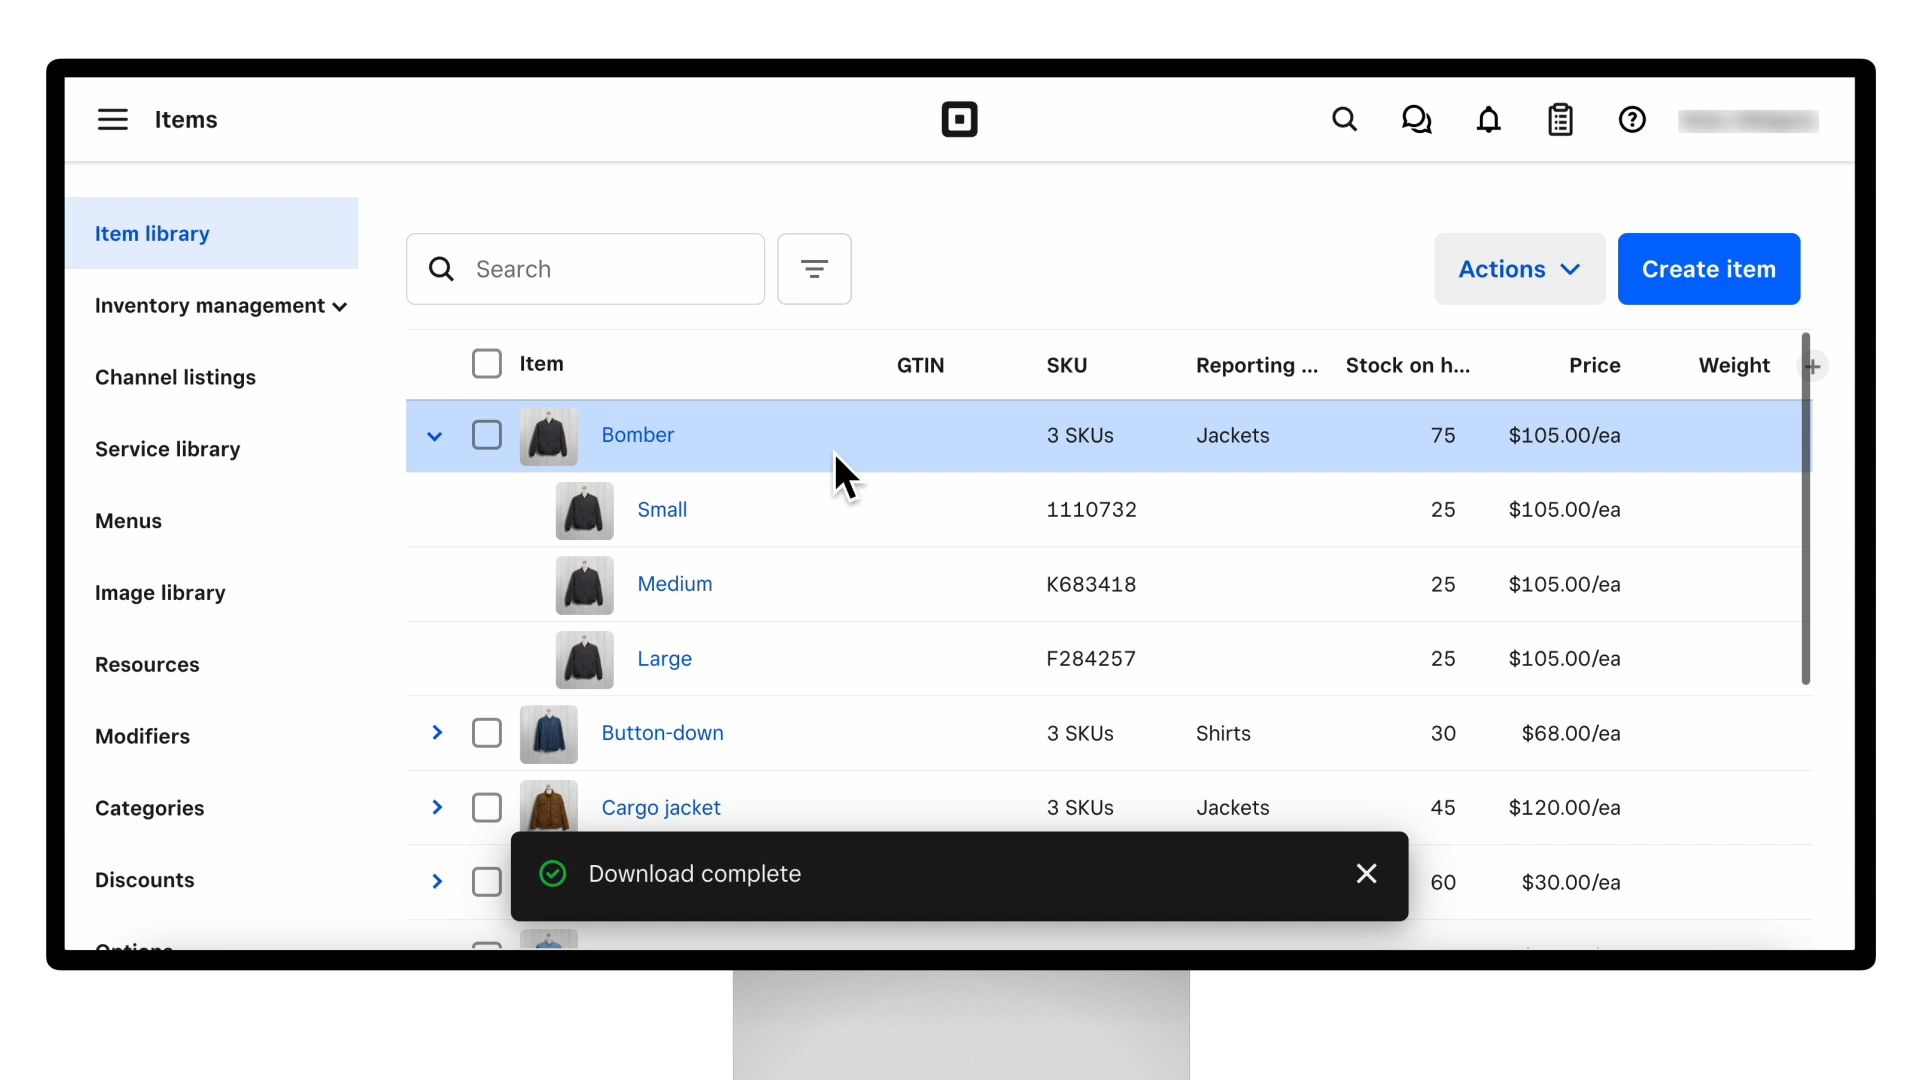 Items
Item library
Inventory management
Channel listings
Service library
Menus
Image library
Resources
Modifiers
Categories
Discounts
Options
Search
Actions
Create item
Item GTIN SKU Reporting ... Stock on h... Price Weight
Bomber 3 SKUs Jackets 75 $105.00/ea
Small 1110732 25 $105.00/ea
Medium K683418 25 $105.00/ea
Large F284257 25 $105.00/ea
Button-down 3 SKUs Shirts 30 $68.00/ea
Cargo jacket 3 SKUs Jackets 45 $120.00/ea
60 $30.00/ea
Download complete